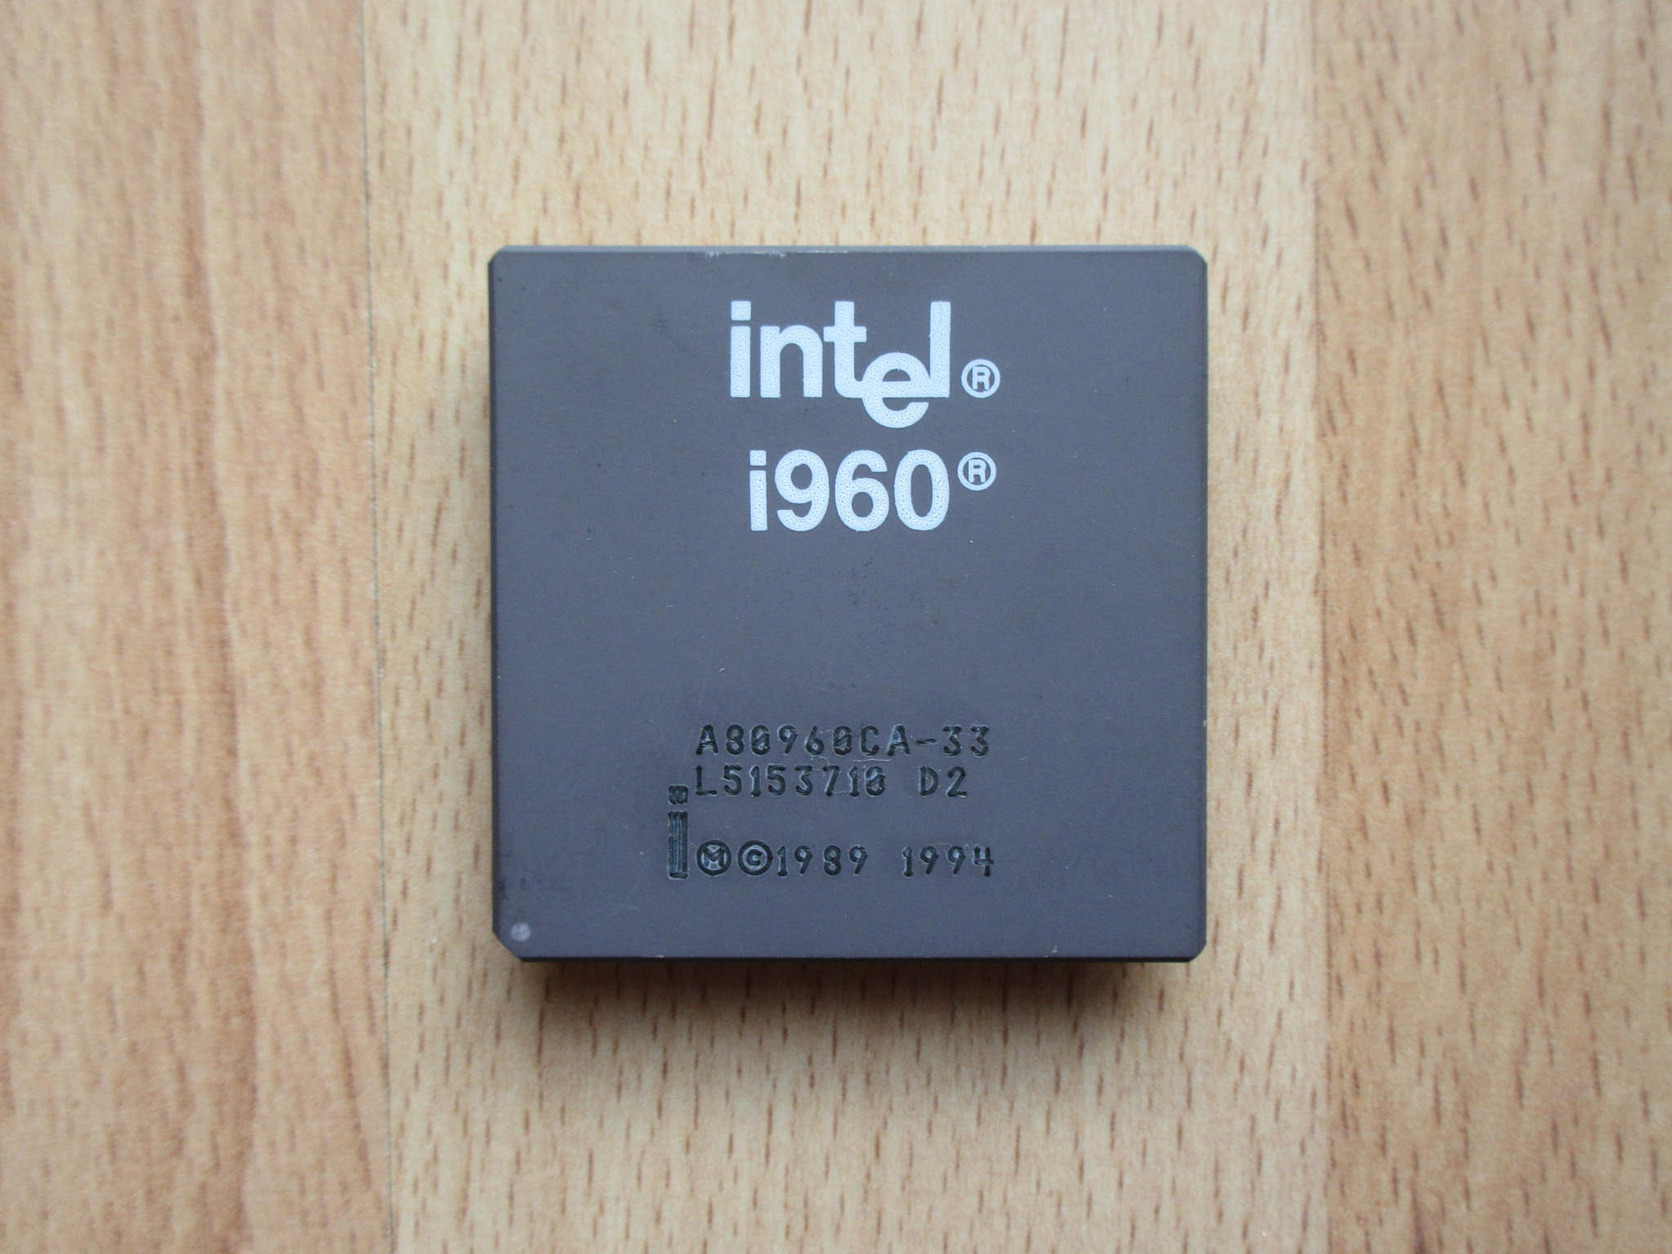 intel®
i960®
A80960CA-33
L5153710 D2
i Ⓜ©1989 1994